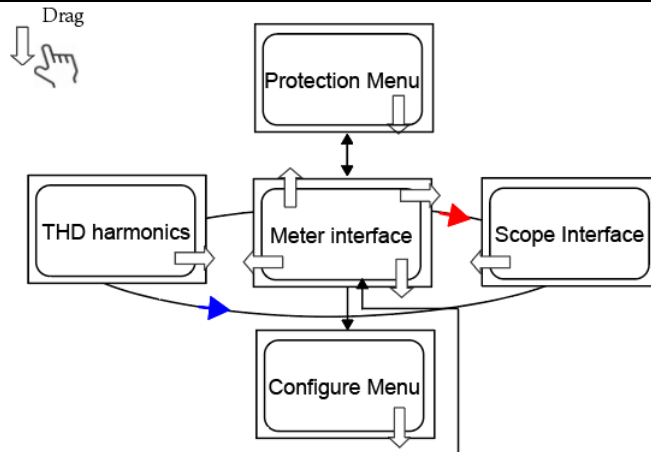 Drag
Protection Menu
THD harmonics
Meter interface
Scope Interface
Configure Menu